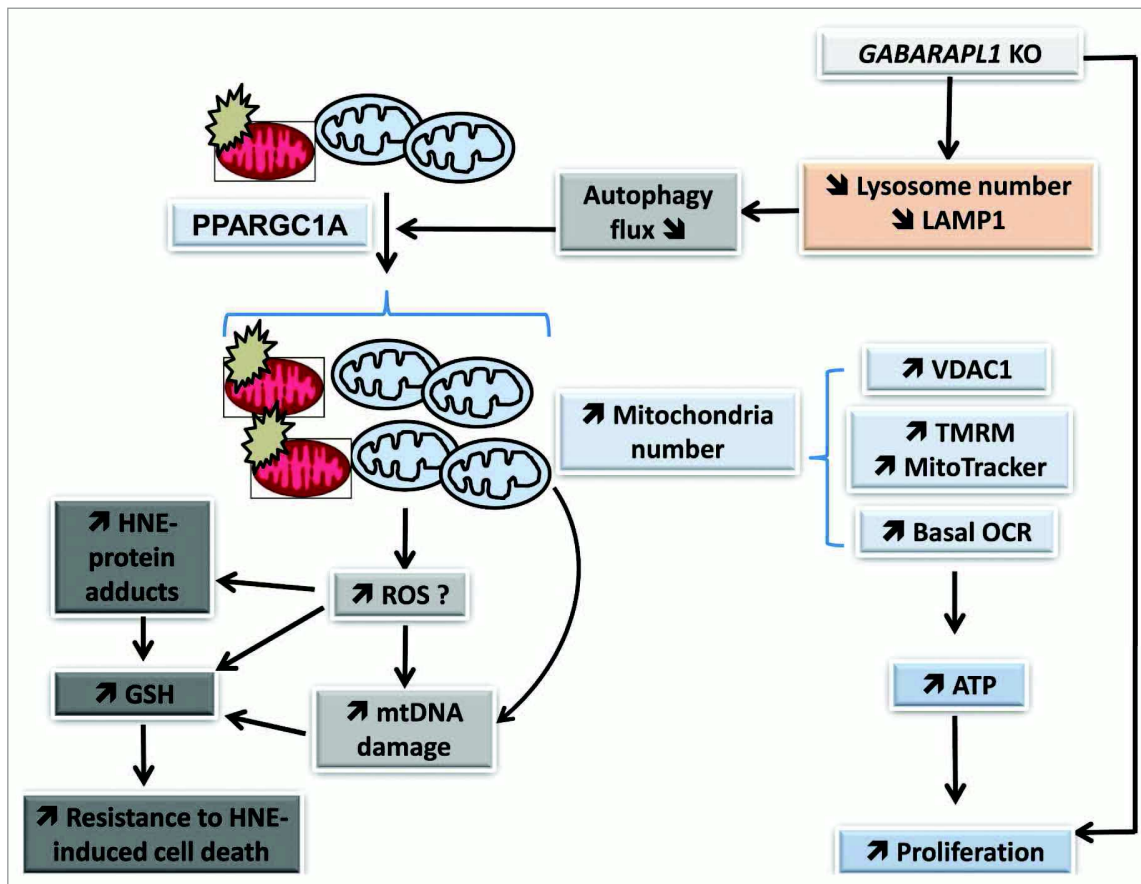 GABARAPL1 KO
↘ Lysosome number
↘ LAMP1
Autophagy
flux ↘
PPARGC1A
↗ Mitochondria
number
↗ VDAC1
↗ TMRM
↗ MitoTracker
↗ Basal OCR
↗ HNE-
protein
adducts
↗ ROS ?
↗ GSH
↗ mtDNA
damage
↗ ATP
↗ Resistance to HNE-
induced cell death
↗ Proliferation